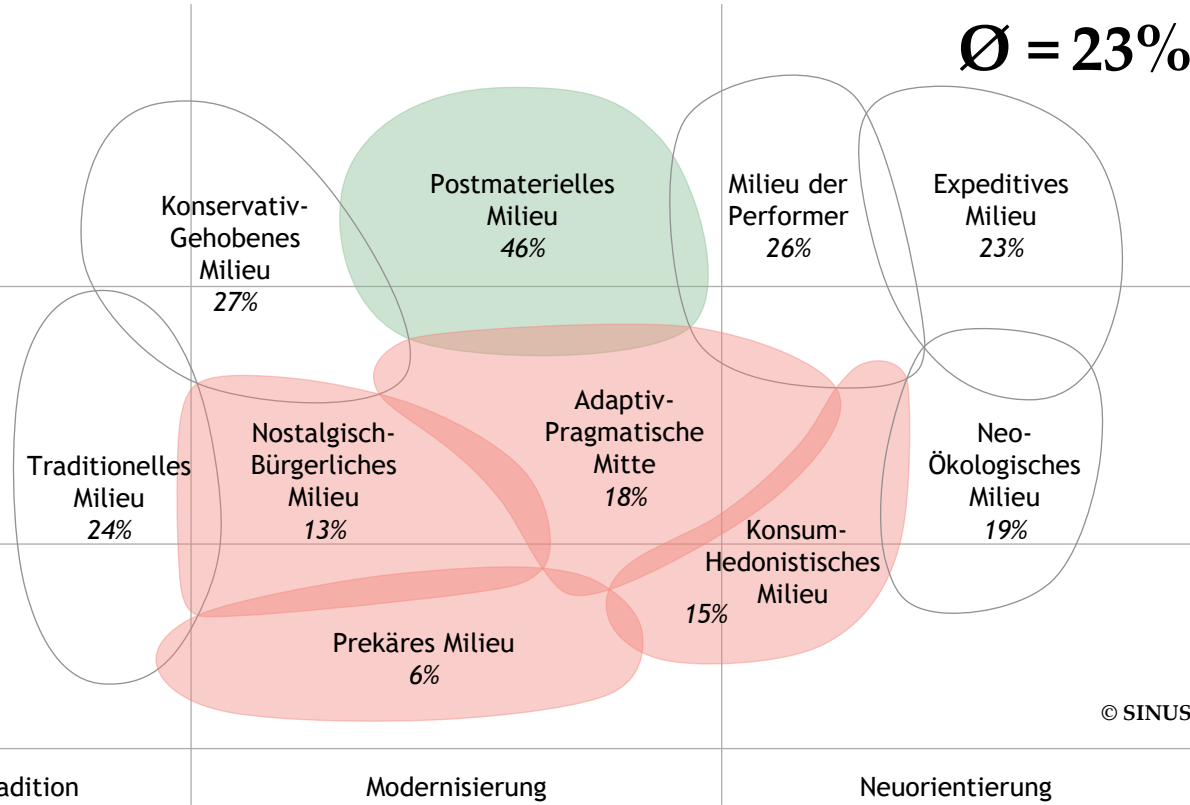 Ø = 23%
Postmaterielles
Milieu
46%
Milieu der
Performer
26%
Expeditives
Milieu
23%
Konservativ-
Gehobenes
Milieu
27%
Adaptiv-
Pragmatische
Mitte
18%
Nostalgisch-
Bürgerliches
Milieu
13%
Neo-
Ökologisches
Milieu
19%
Traditionelles
Milieu
24%
Konsum-
Hedonistisches
Milieu
15%
Prekäres Milieu
6%
© SINUS
adition
Modernisierung
Neuorientierung